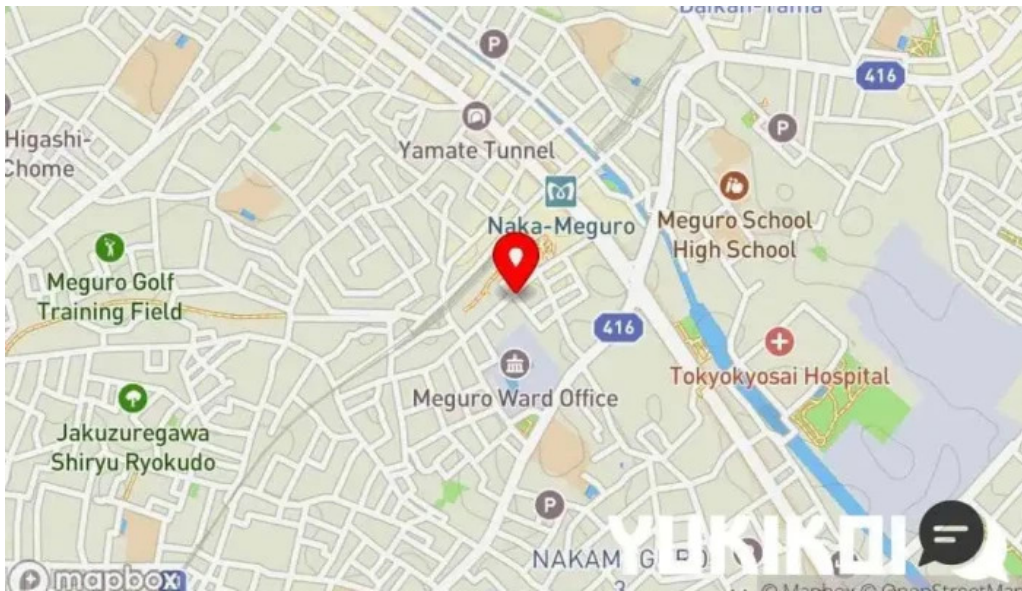 Daikan-Yama
P
416
P
Higashi-
Chome
Yamate Tunnel
Naka-Meguro
Meguro School
High School
Meguro Golf
Training Field
416
Tokyokyosai Hospital
Meguro Ward Office
Jakuzuregawa
Shiryu Ryokudo
P
YUKIKOI
mapbox
© Mapbox © OpenStreetMap